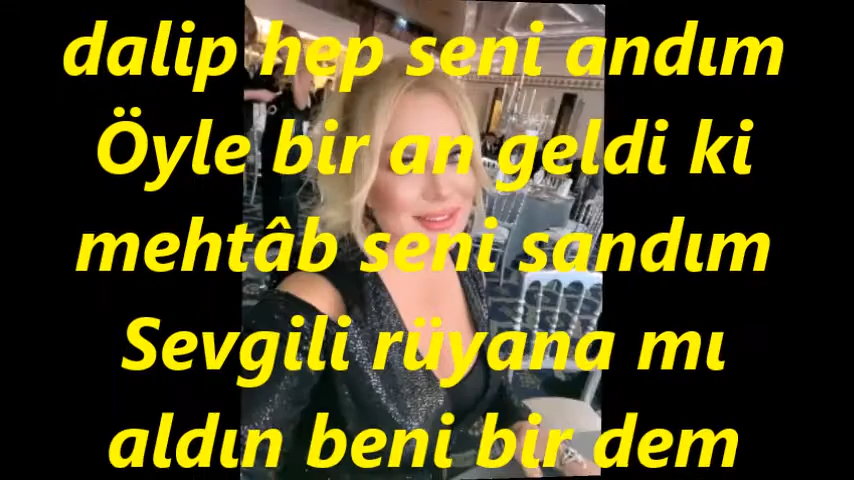 dalip hep seni andım
Öyle bir an geldi ki
mehtâb seni sandım
Sevgili rüyana mı
aldın beni bir dem